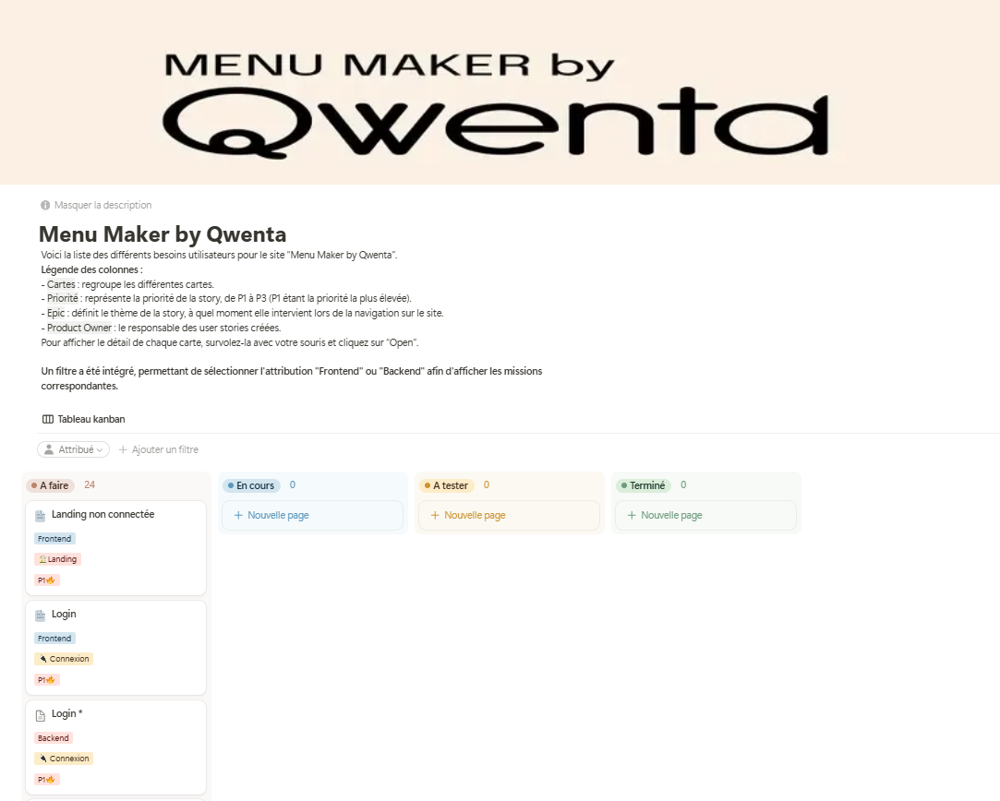 MENU MAKER by
Qwenta
Masquer la description
Menu Maker by Qwenta
Voici la liste des différents besoins utilisateurs pour le site “Menu Maker by Qwenta”.
Légende des colonnes :
- Cartes : regroupe les différentes cartes.
- Priorité : représente la priorité de la story, de P1 à P3 (P1 étant la priorité la plus élevée).
- Epic : définit le thème de la story, à quel moment elle intervient lors de la navigation sur le site.
- Product Owner : le responsable des user stories créées.
Pour afficher le détail de chaque carte, survolez-la avec votre souris et cliquez sur “Open”.
Un filtre a été intégré, permettant de sélectionner l'attribution "Frontend" ou "Backend" afin d'afficher les missions
correspondantes.
Tableau kanban
Attribué
Ajouter un filtre
A faire 24
Landing non connectée
Frontend
Landing
P1
Login
Frontend
Connexion
P1
Login *
Backend
Connexion
P1
En cours 0
+ Nouvelle page
A tester 0
+ Nouvelle page
Terminé 0
+ Nouvelle page